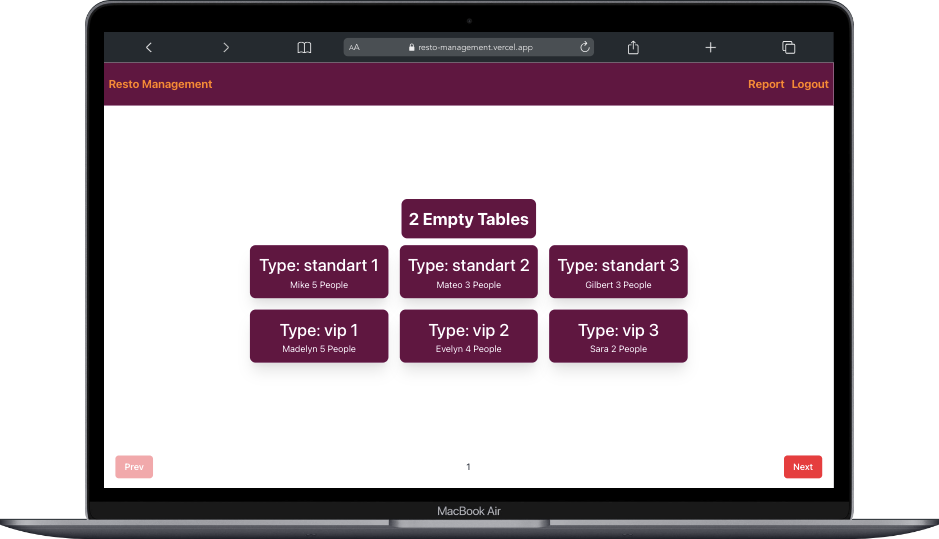 AA resto-management.vercel.app
Resto Management Report Logout
2 Empty Tables
Type: standart 1
Mike 5 People
Type: standart 2
Mateo 3 People
Type: standart 3
Gilbert 3 People
Type: vip 1
Madelyn 5 People
Type: vip 2
Evelyn 4 People
Type: vip 3
Sara 2 People
Prev 1 Next
MacBook Air